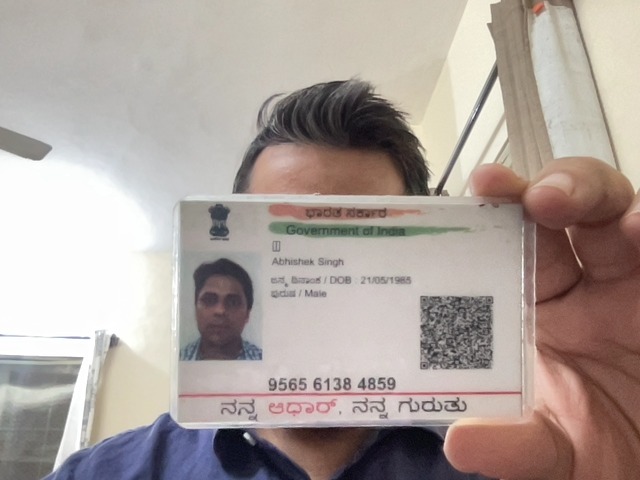 ಭಾರತ ಸರ್ಕಾರ
Government of India
Abhishek Singh
ಜನ್ಮ ದಿನಾಂಕ / DOB : 21/05/1985
ಪುರುಷ / Male
9565 6138 4859
ನನ್ನ ಆಧಾರ್, ನನ್ನ ಗುರುತು